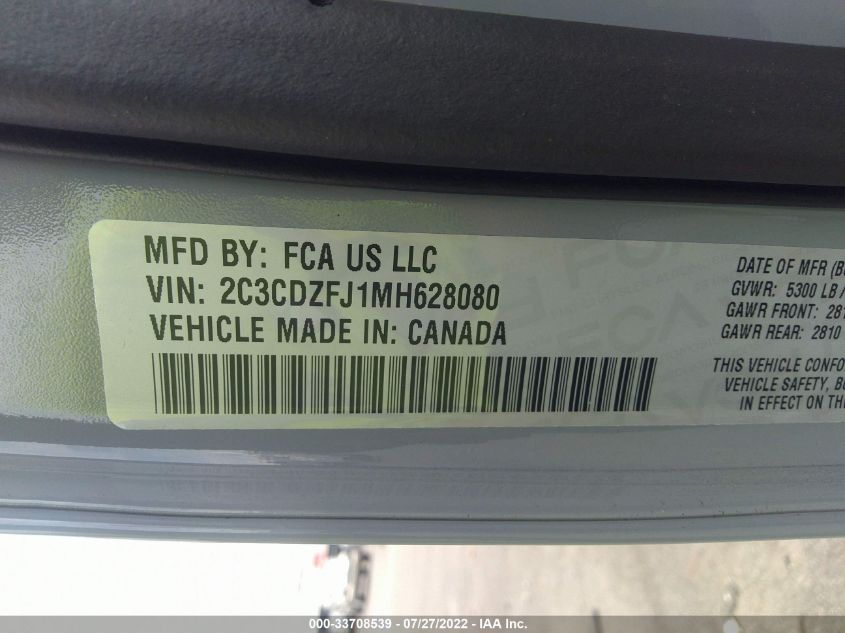 MFD BY: FCA US LLC
VIN: 2C3CDZFJ1MH628080
VEHICLE MADE IN: CANADA
DATE OF MFR
GVWR: 5300 LB/
GAWR FRONT:
GAWR REAR: 2810
THIS VEHICLE
VEHICLE SAFETY,
IN EFFECT ON
000-33708539 - 07/27/2022 - IAA Inc.